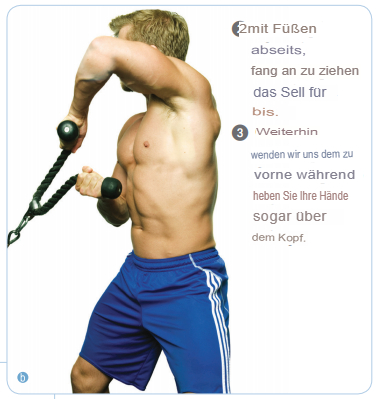 2mit Füßen
abseits,
fang an zu ziehen
das Sell für
bis.
3 Weiterhin
wenden wir uns dem zu
vorne während
heben Sie Ihre Hände
sogar über
dem Kopf.
b